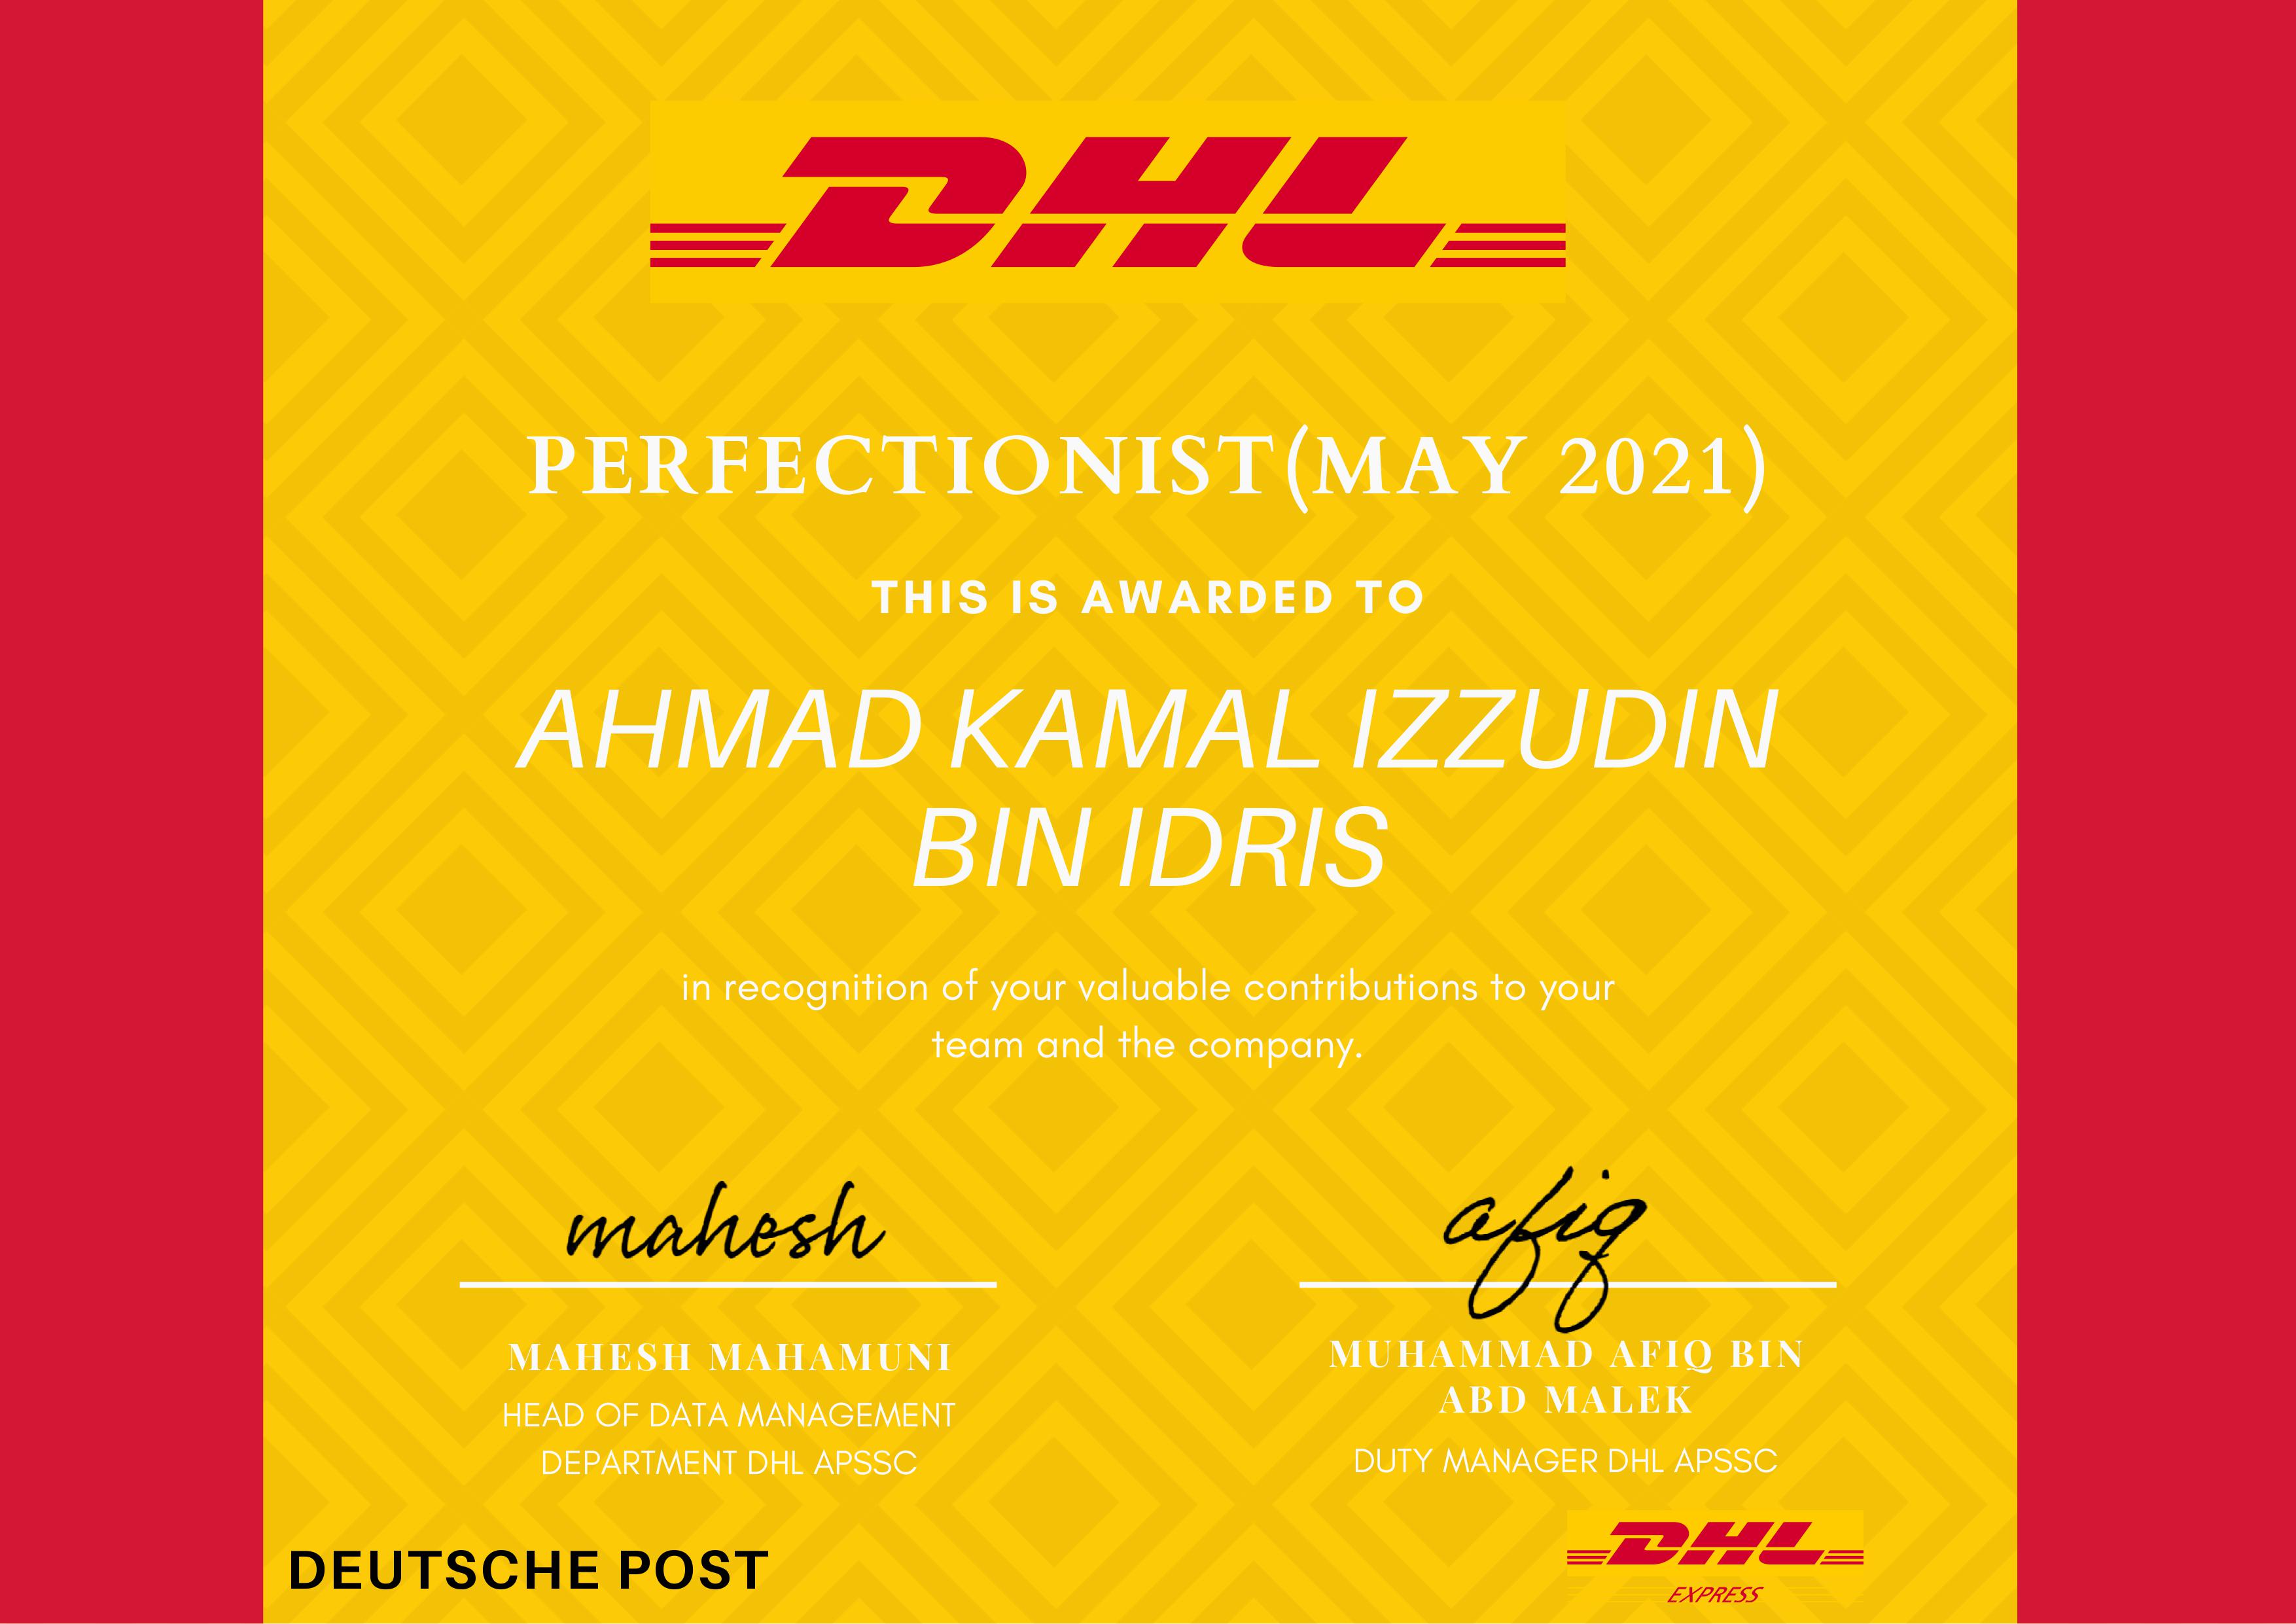 DHL
PERFECTIONIST(MAY 2021)
THIS IS AWARDED TO
AHMAD KAMAL IZZUDIN
BIN IDRIS
in recognition of your valuable contributions to your
team and the company.
mahesh
afiq
MAHESH MAHAMUNI
HEAD OF DATA MANAGEMENT
DEPARTMENT DHL APSSC
MUHAMMAD AFIQ BIN
ABD MALEK
DUTY MANAGER DHL APSSC
DEUTSCHE POST
DHL
EXPRESS